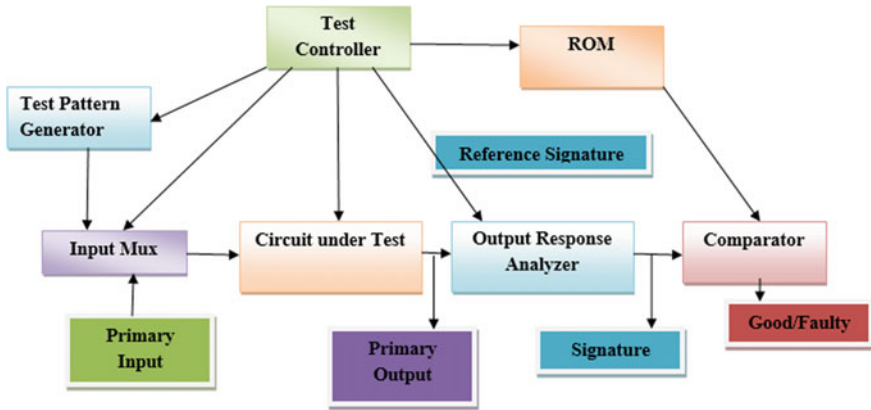 Test
Controller
ROM
Test Pattern
Generator
Reference Signature
Input Mux
Circuit under Test
Output Response
Analyzer
Comparator
Primary
Input
Primary
Output
Signature
Good/Faulty